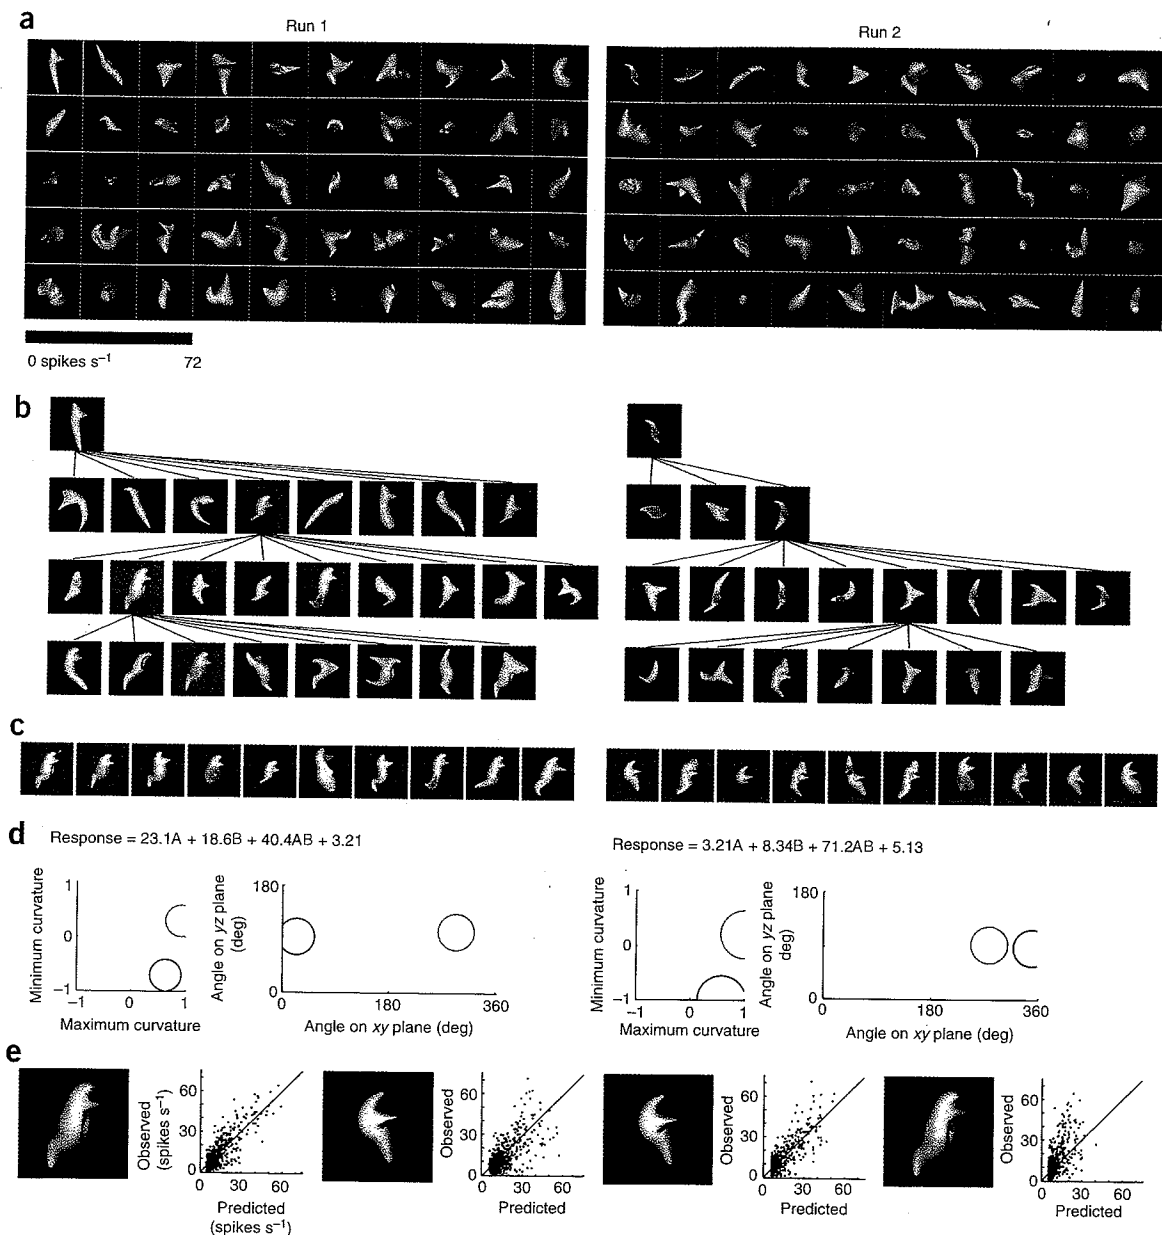 a
Run 1
Run 2
0 spikes s⁻¹ 72
b
c
d
Response = 23.1A + 18.6B + 40.4AB + 3.21
Response = 3.21A + 8.34B + 71.2AB + 5.13
Minimum curvature
1
0
−1
−1 0 1
Maximum curvature
Angle on yz plane
(deg)
180
0
0 180 360
Angle on xy plane (deg)
Minimum curvature
1
0
−1
−1 0 1
Maximum curvature
Angle on yz plane
deg)
180
0
0 180 360
Angle on xy plane (deg)
e
Observed
(spikes s⁻¹)
60
30
0
0 30 60
Predicted
(spikes s⁻¹)
Observed
60
30
0
0 30 60
Predicted
Observed
60
30
0
0 30 60
Predicted
Observed
60
30
0
0 30 60
Predicted